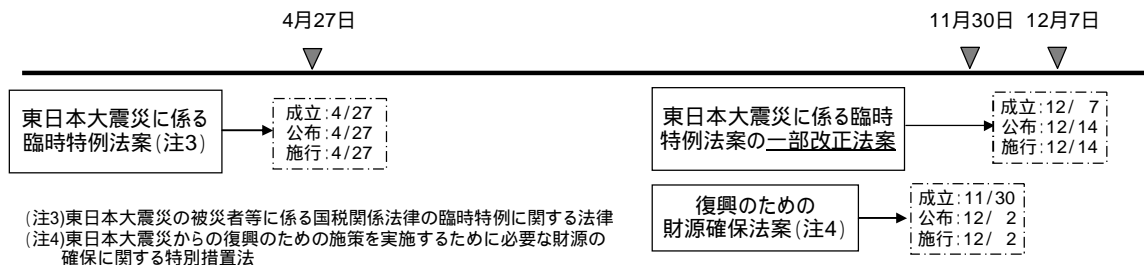 4月27日
11月30日 12月7日
東日本大震災に係る
臨時特例法案(注3)
成立:4/27
公布:4/27
施行:4/27
東日本大震災に係る臨時
特例法案の一部改正法案
成立:12/ 7
公布:12/14
施行:12/14
復興のための
財源確保法案(注4)
成立:11/30
公布:12/ 2
施行:12/ 2
(注3)東日本大震災の被災者等に係る国税関係法律の臨時特例に関する法律
(注4)東日本大震災からの復興のための施策を実施するために必要な財源の
確保に関する特別措置法